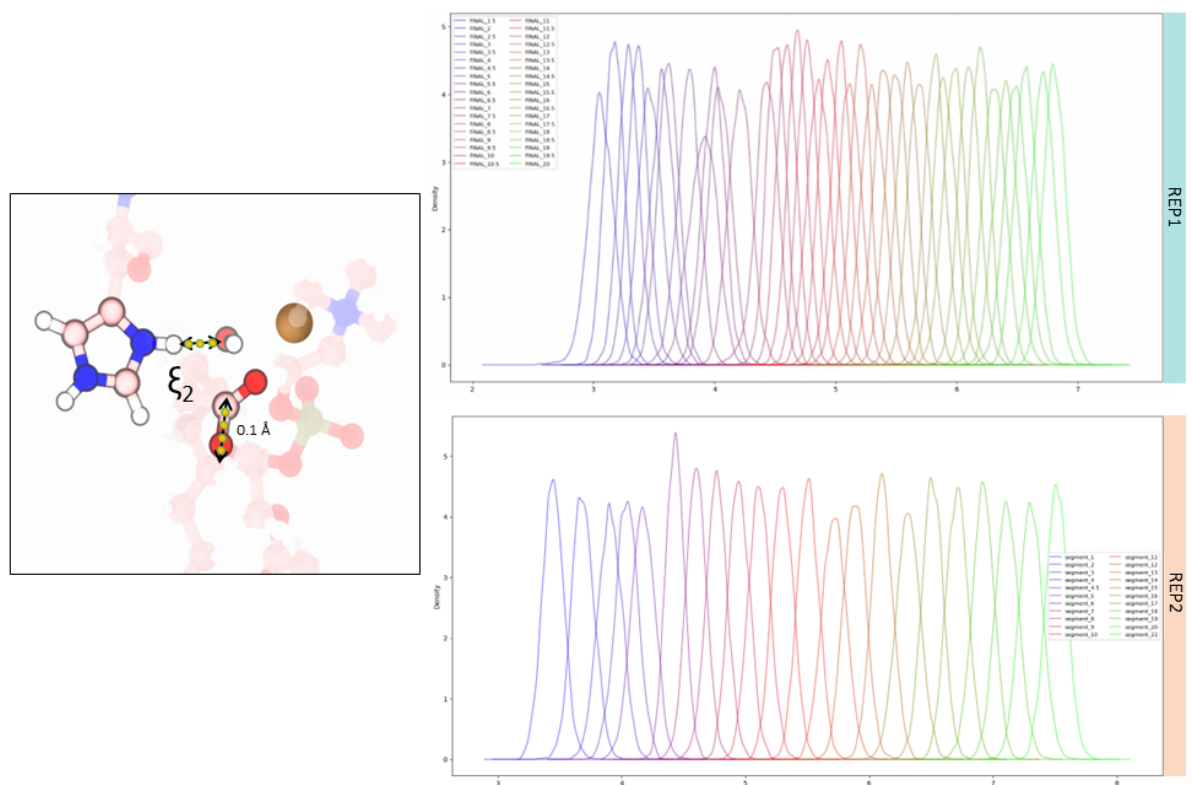 ξ2
0.1 Å
Density
5
4
3
2
1
0
2
3
4
5
6
7
FINAL_1.5
FINAL_2
FINAL_2.5
FINAL_3
FINAL_3.5
FINAL_4
FINAL_4.5
FINAL_5
FINAL_5.5
FINAL_6
FINAL_6.5
FINAL_7
FINAL_7.5
FINAL_8
FINAL_8.5
FINAL_9
FINAL_9.5
FINAL_10
FINAL_10.5
FINAL_11
FINAL_11.5
FINAL_12
FINAL_12.5
FINAL_13
FINAL_13.5
FINAL_14
FINAL_14.5
FINAL_15
FINAL_15.5
FINAL_16
FINAL_16.5
FINAL_17
FINAL_17.5
FINAL_18
FINAL_18.5
FINAL_19
FINAL_19.5
FINAL_20
REP1
Density
5
4
3
2
1
0
3
4
5
6
7
8
segment_1
segment_2
segment_3
segment_4
segment_4.5
segment_5
segment_6
segment_7
segment_8
segment_9
segment_10
segment_11
segment_12
segment_13
segment_14
segment_15
segment_16
segment_17
segment_18
segment_19
segment_20
segment_21
REP2